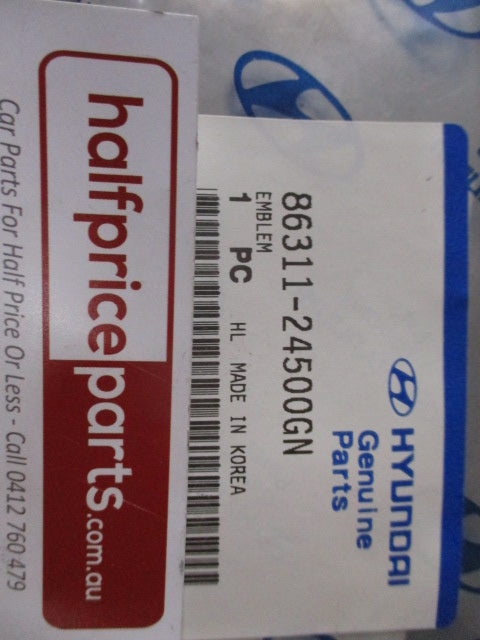 HYUNDAI
Genuine
Parts
86311-24500GN
EMBLEM
1 PC HL MADE IN KOREA
halfpriceparts.com.au
Car Parts For Half Price Or Less - Call 0412 760 479